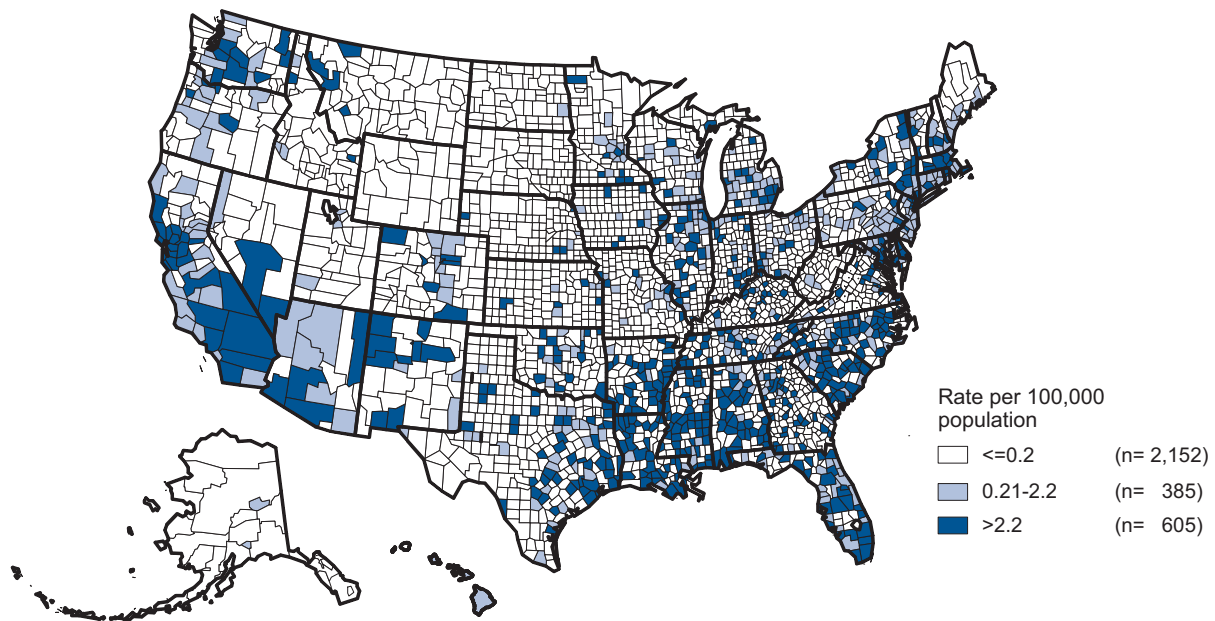 Rate per 100,000
population
<=0.2 (n= 2,152)
0.21-2.2 (n= 385)
>2.2 (n= 605)